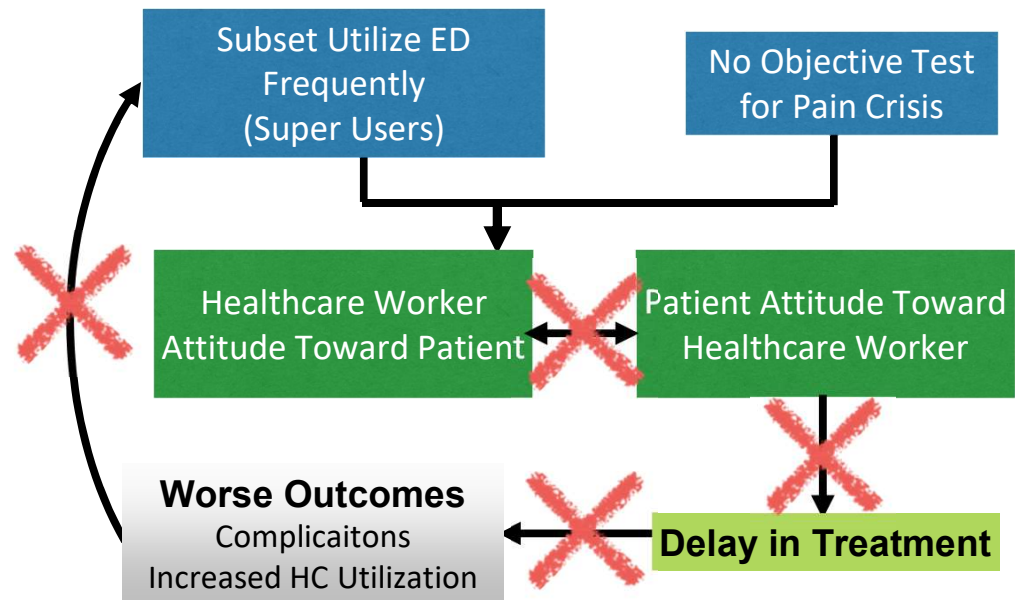 Subset Utilize ED
Frequently
(Super Users)
No Objective Test
for Pain Crisis
Healthcare Worker
Attitude Toward Patient
Patient Attitude Toward
Healthcare Worker
Worse Outcomes
Complicaitons
Increased HC Utilization
Delay in Treatment